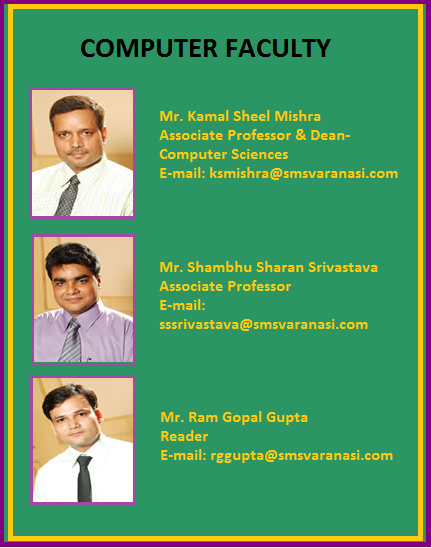 COMPUTER FACULTY
Mr. Kamal Sheel Mishra
Associate Professor & Dean-
Computer Sciences
E-mail: ksmishra@smsvaranasi.com
Mr. Shambhu Sharan Srivastava
Associate Professor
E-mail:
sssrivastava@smsvaranasi.com
Mr. Ram Gopal Gupta
Reader
E-mail: rggupta@smsvaranasi.com